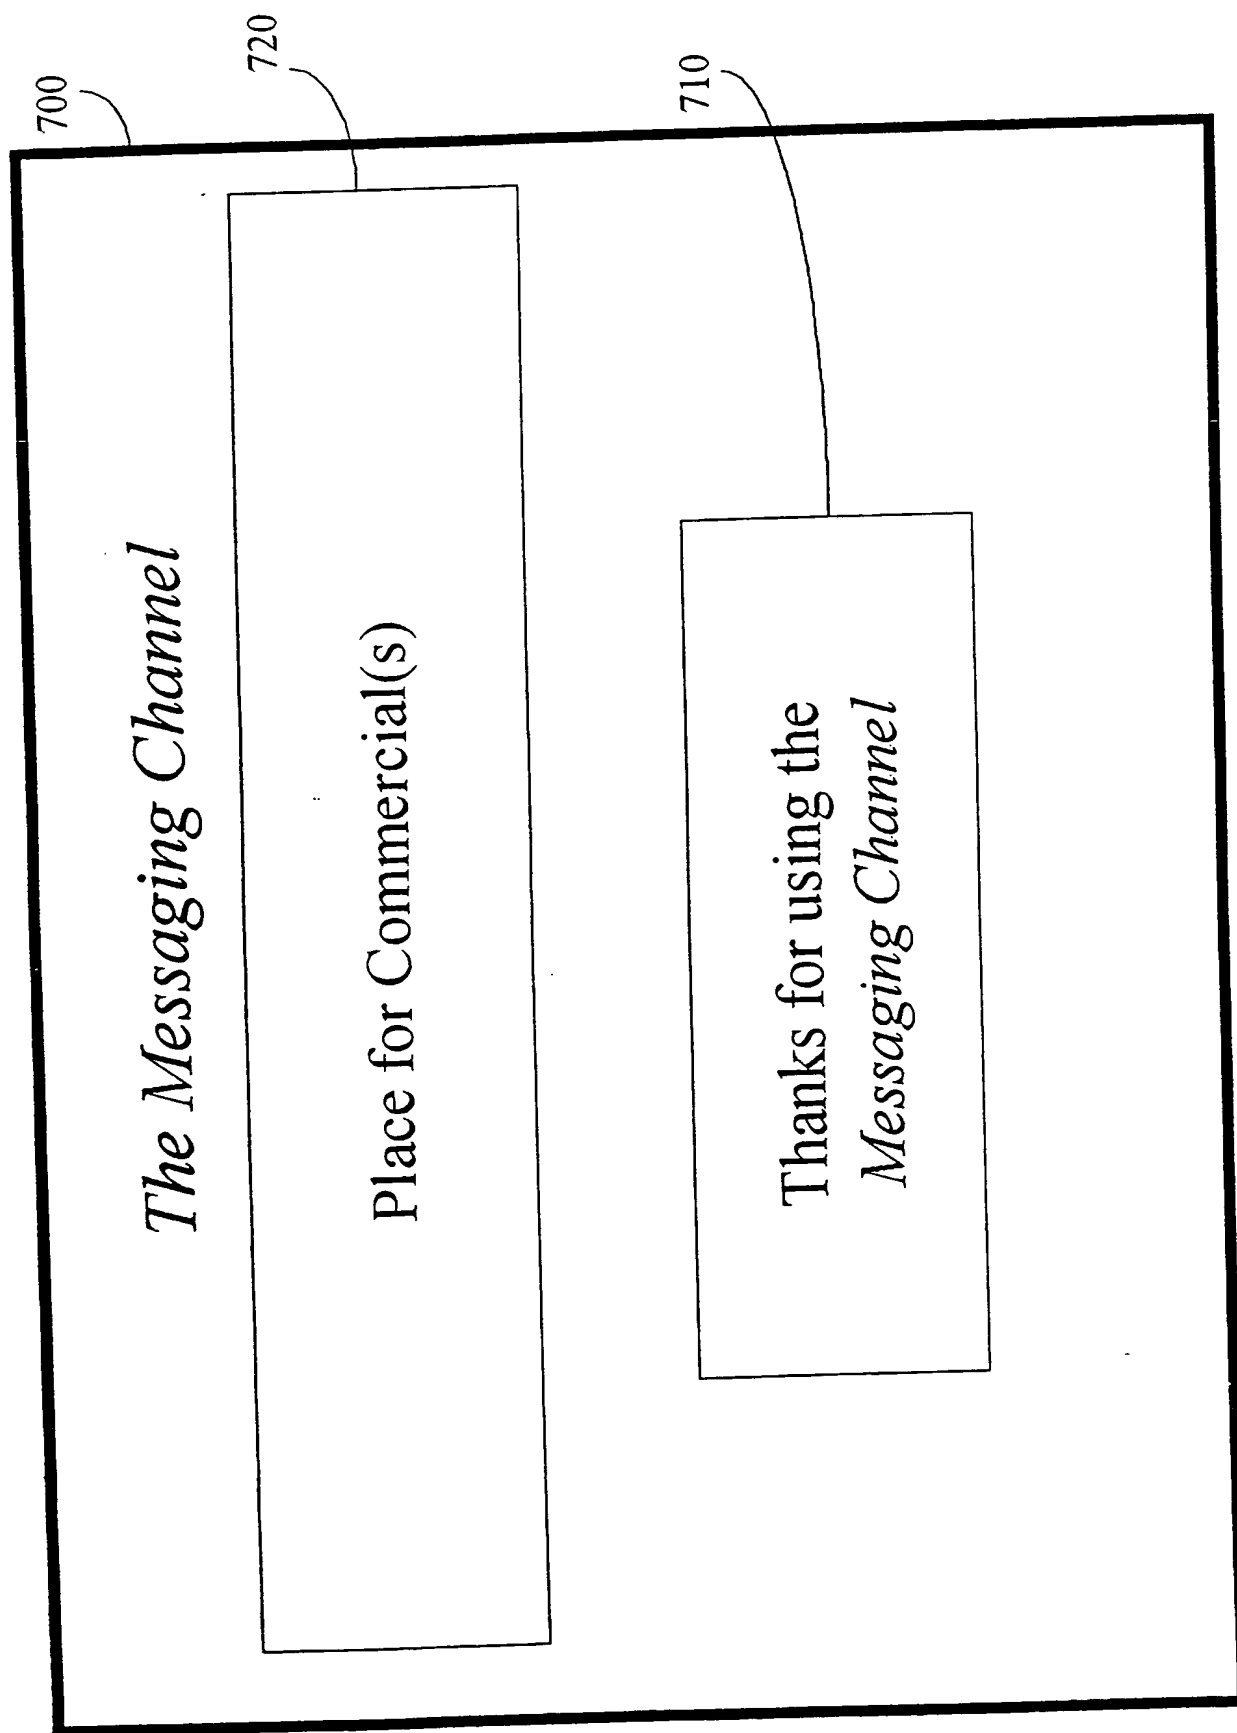 700
The Messaging Channel
720
Place for Commercial(s)
710
Thanks for using the
Messaging Channel